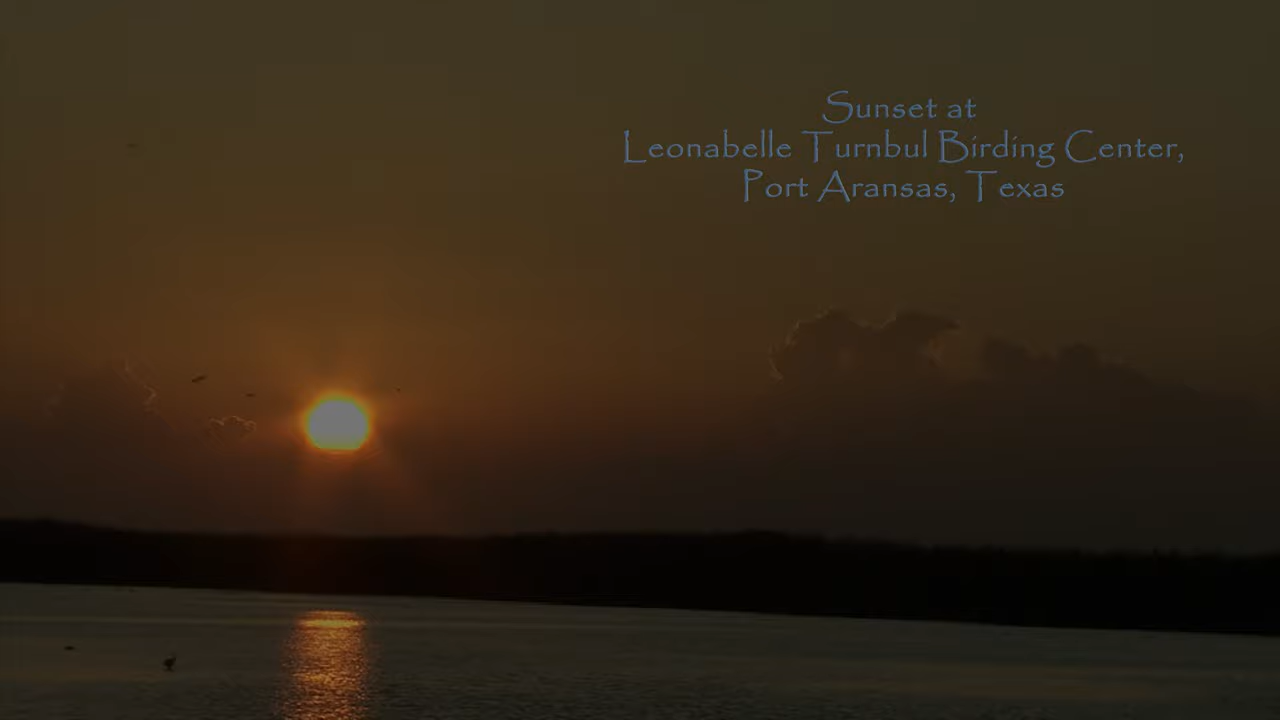 Sunset at
Leonabelle Turnbul Birding Center,
Port Aransas, Texas